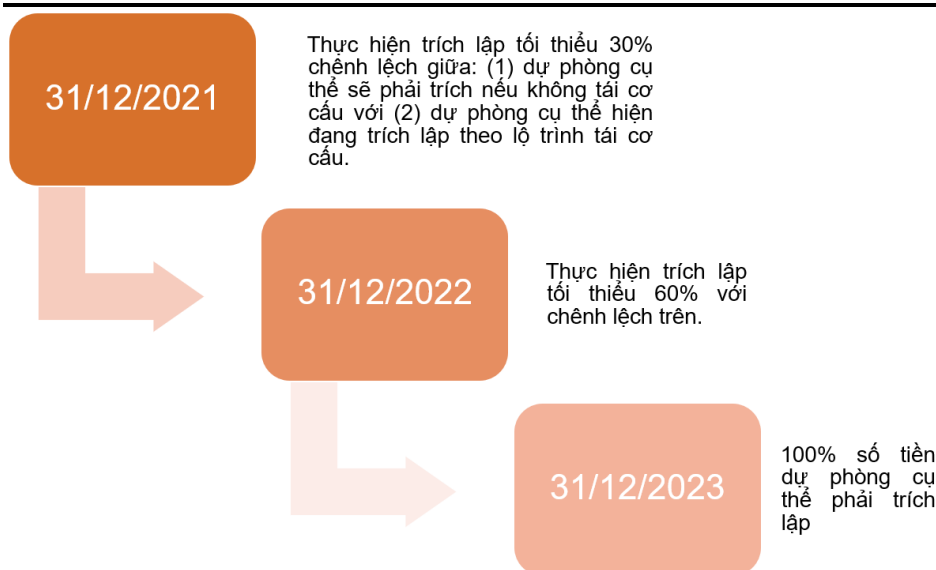 31/12/2021
Thực hiện trích lập tối thiểu 30%
chênh lệch giữa: (1) dự phòng cụ
thể sẽ phải trích nếu không tái cơ
cấu với (2) dự phòng cụ thể hiện
đang trích lập theo lộ trình tái cơ
cấu.
31/12/2022
Thực hiện trích lập
tối thiểu 60% với
chênh lệch trên.
31/12/2023
100% số tiền
dự phòng cụ
thể phải trích
lập